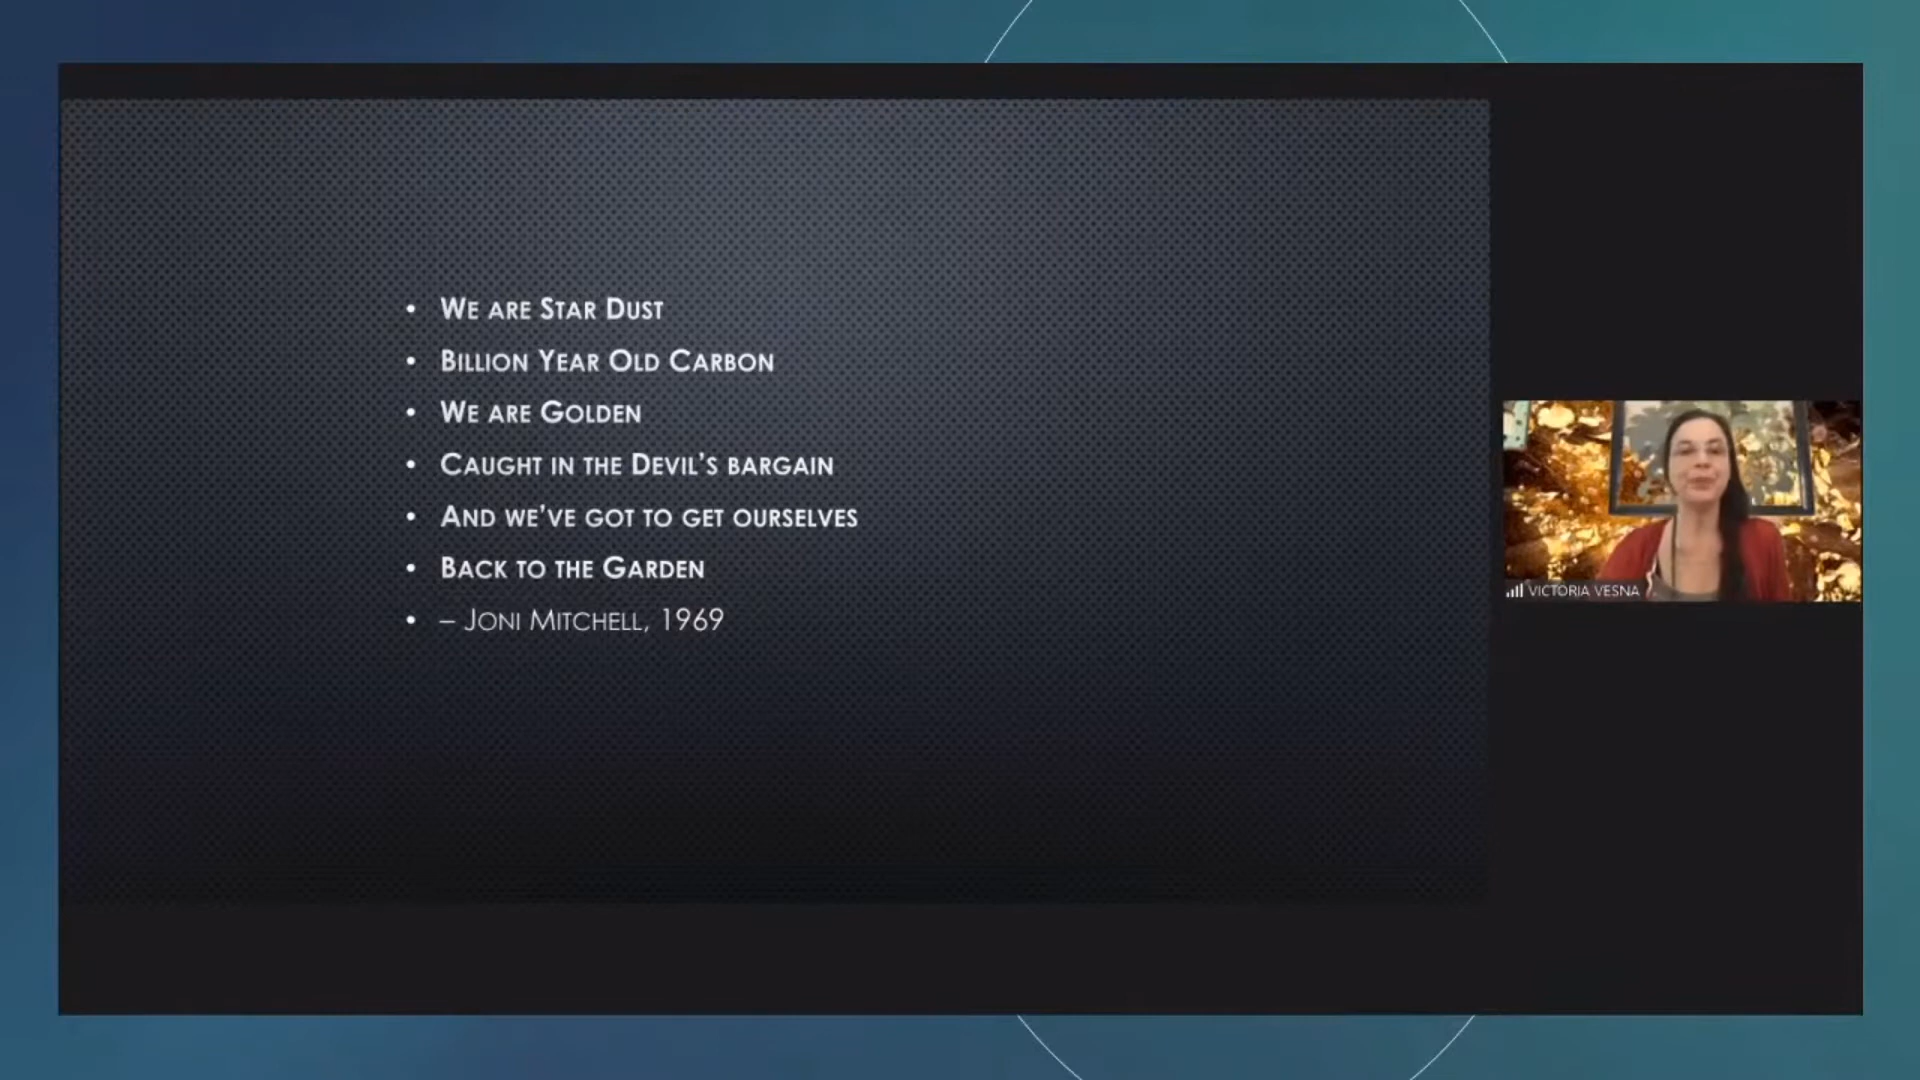 • We are Star Dust
• Billion Year Old Carbon
• We are Golden
• Caught in the Devil’s bargain
• And we’ve got to get ourselves
• Back to the Garden
• – Joni Mitchell, 1969
VICTORIA VESNA